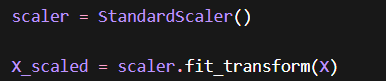 scaler = StandardScaler()
X_scaled = scaler.fit_transform(X)